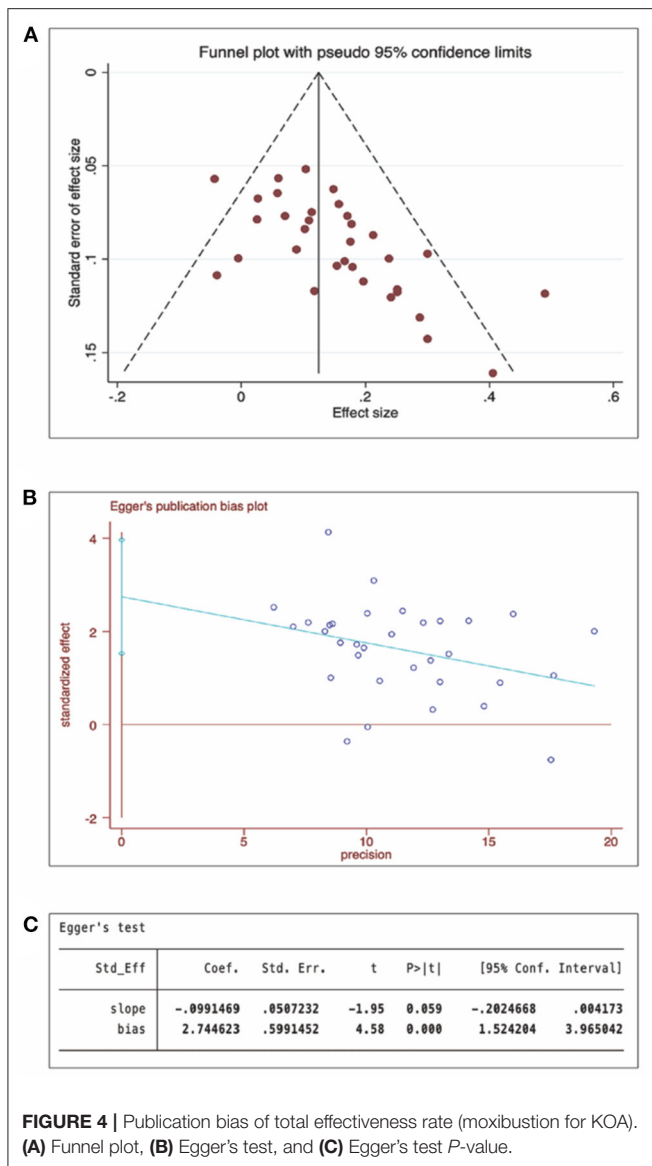 A
Funnel plot with pseudo 95% confidence limits
Standard error of effect size
0
.05
.1
.15
-.2
0
.2
.4
.6
Effect size
B
Egger's publication bias plot
standardized effect
4
2
0
-2
0
5
10
15
20
precision
C
Egger's test
Std_Eff Coef. Std. Err. t P>|t| [95% Conf. Interval]
slope -.0991469 .0507232 -1.95 0.059 -.2024668 .004173
bias 2.744623 .5991452 4.58 0.000 1.524204 3.965042
FIGURE 4 | Publication bias of total effectiveness rate (moxibustion for KOA).
(A) Funnel plot, (B) Egger's test, and (C) Egger's test P-value.